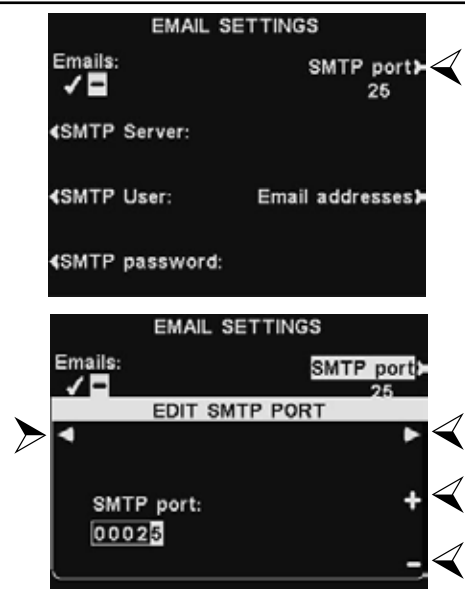 EMAIL SETTINGS
Emails:
SMTP port
25
SMTP Server:
SMTP User:
Email addresses
SMTP password:
EMAIL SETTINGS
Emails:
SMTP port
25
EDIT SMTP PORT
SMTP port:
+
00025
-